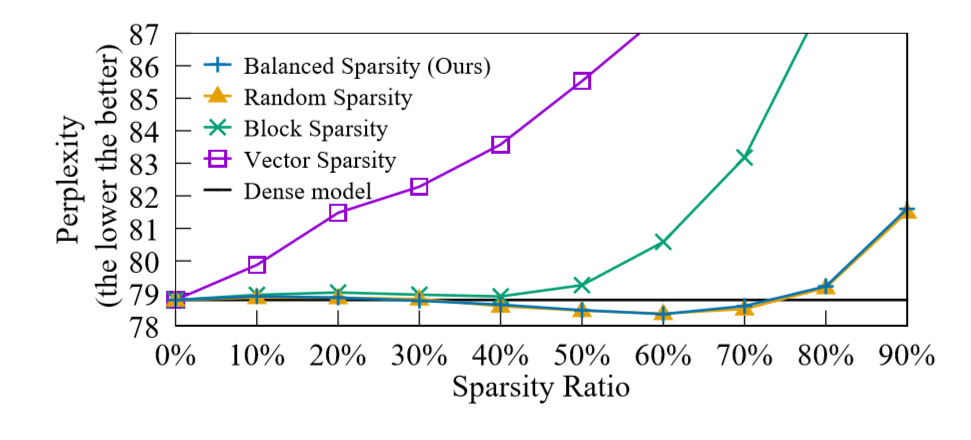 Perplexity
(the lower the better)
87
86
85
84
83
82
81
80
79
78
Balanced Sparsity (Ours)
Random Sparsity
Block Sparsity
Vector Sparsity
Dense model
0% 10% 20% 30% 40% 50% 60% 70% 80% 90%
Sparsity Ratio